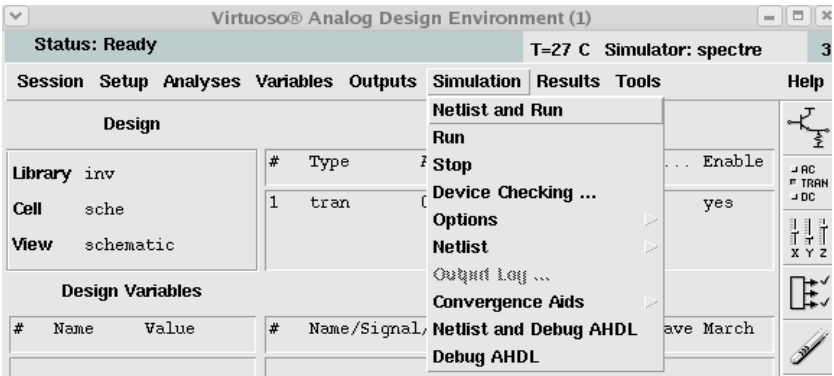 Virtuoso® Analog Design Environment (1)
Status: Ready
T=27 C Simulator: spectre 3
Session Setup Analyses Variables Outputs Simulation Results Tools Help
Design
Library inv
Cell sche
View schematic
# Type ... Enable
1 tran yes
Netlist and Run
Run
Stop
Device Checking ...
Options
Netlist
Output Log ...
Convergence Aids
Netlist and Debug AHDL
Debug AHDL
Design Variables
# Name Value
# Name/Signal/ ave March
AC
TRAN
DC
X Y Z